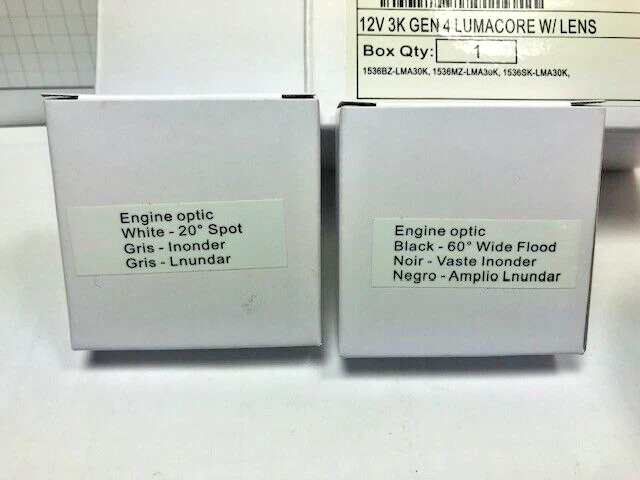 12V 3K GEN 4 LUMACORE W/ LENS
Box Qty: 1
1536BZ-LMA30K, 1536MZ-LMA30K, 1536SK-LMA30K,
Engine optic
White - 20° Spot
Gris - Inonder
Gris - Lnundar
Engine optic
Black - 60° Wide Flood
Noir - Vaste Inonder
Negro - Amplio Lnundar